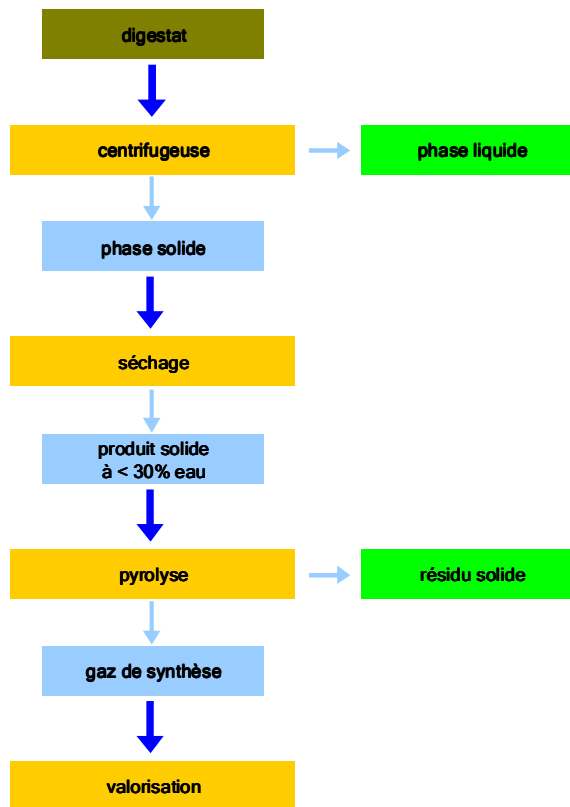 digestat
centrifugeuse
phase liquide
phase solide
séchage
produit solide
à < 30% eau
pyrolyse
résidu solide
gaz de synthèse
valorisation